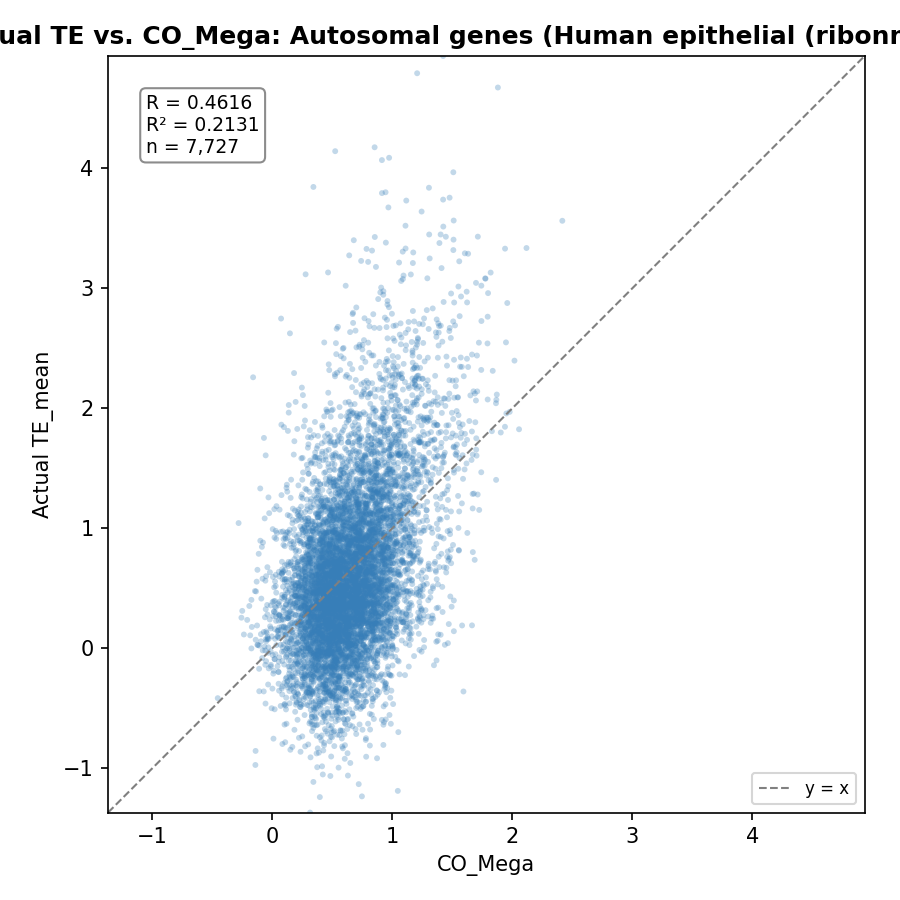 ual TE vs. CO_Mega: Autosomal genes (Human epithelial (ribonr
R = 0.4616
R² = 0.2131
n = 7,727
4
3
2
1
0
−1
Actual TE_mean
y = x
−1
0
1
2
3
4
CO_Mega